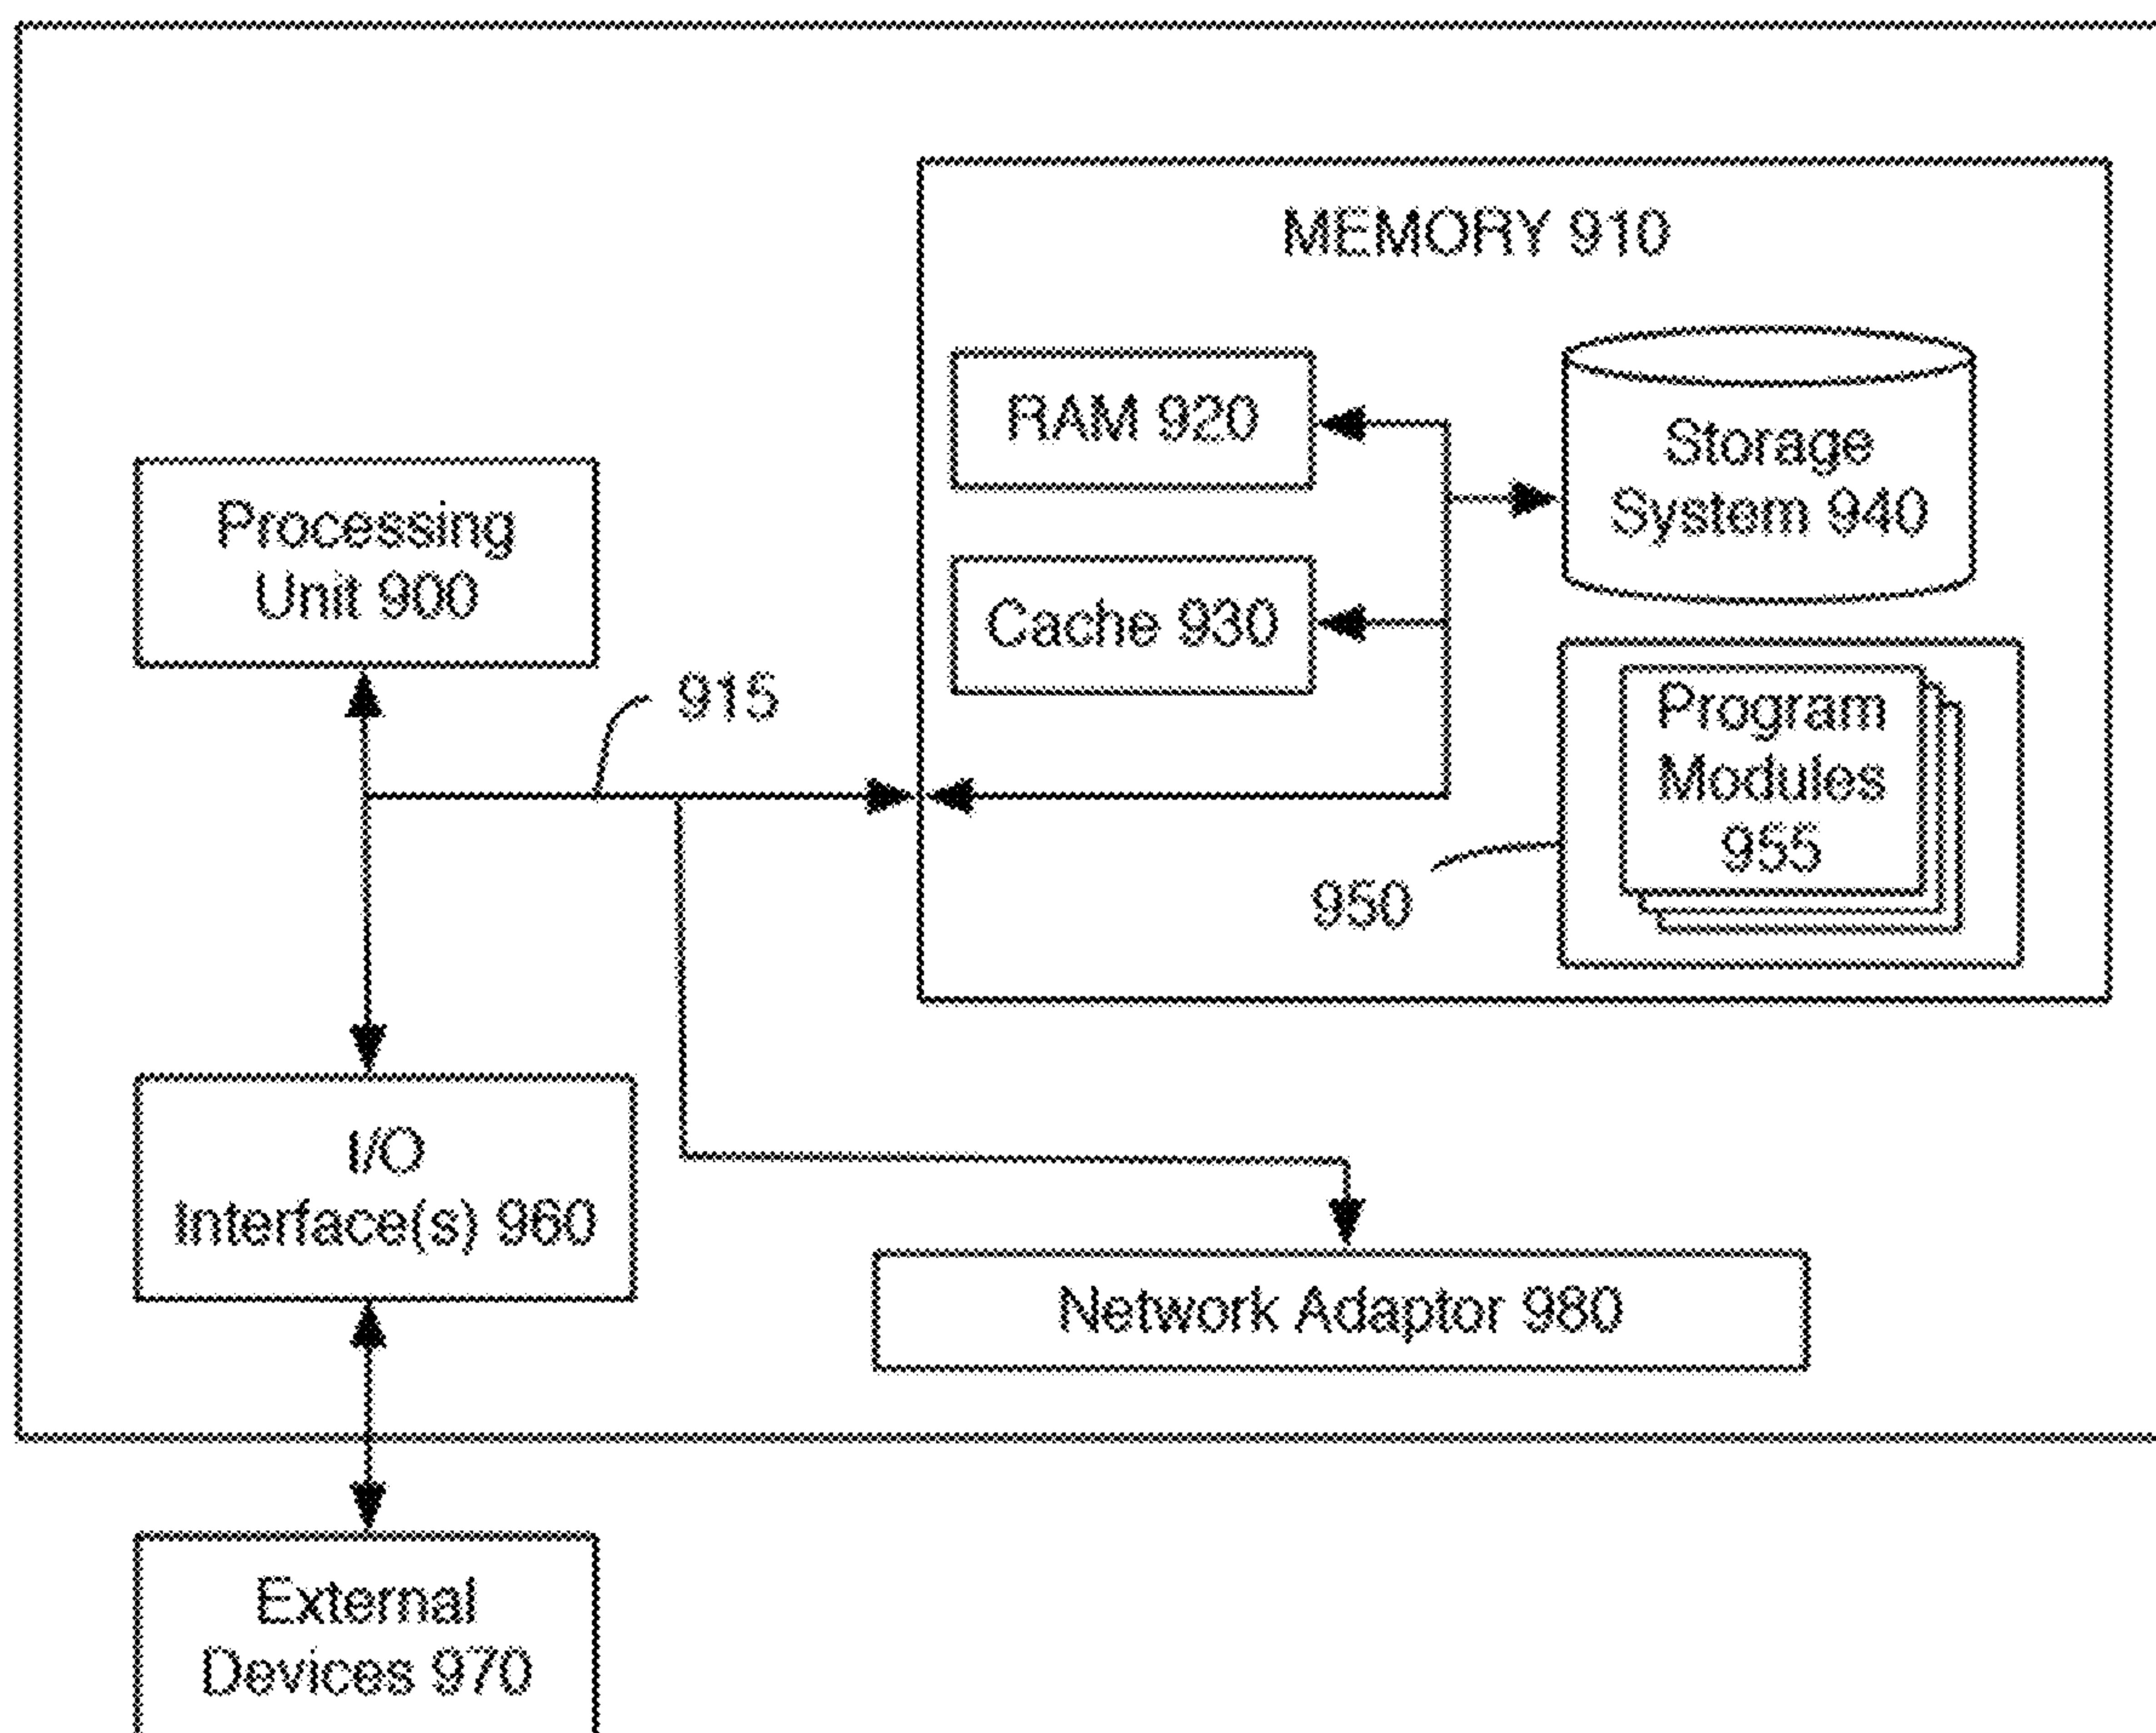 MEMORY 910
RAM 920
Storage
System 940
Processing
Unit 900
Cache 930
915
Program
Modules
955
950
I/O
Interface(s) 960
Network Adaptor 980
External
Devices 970